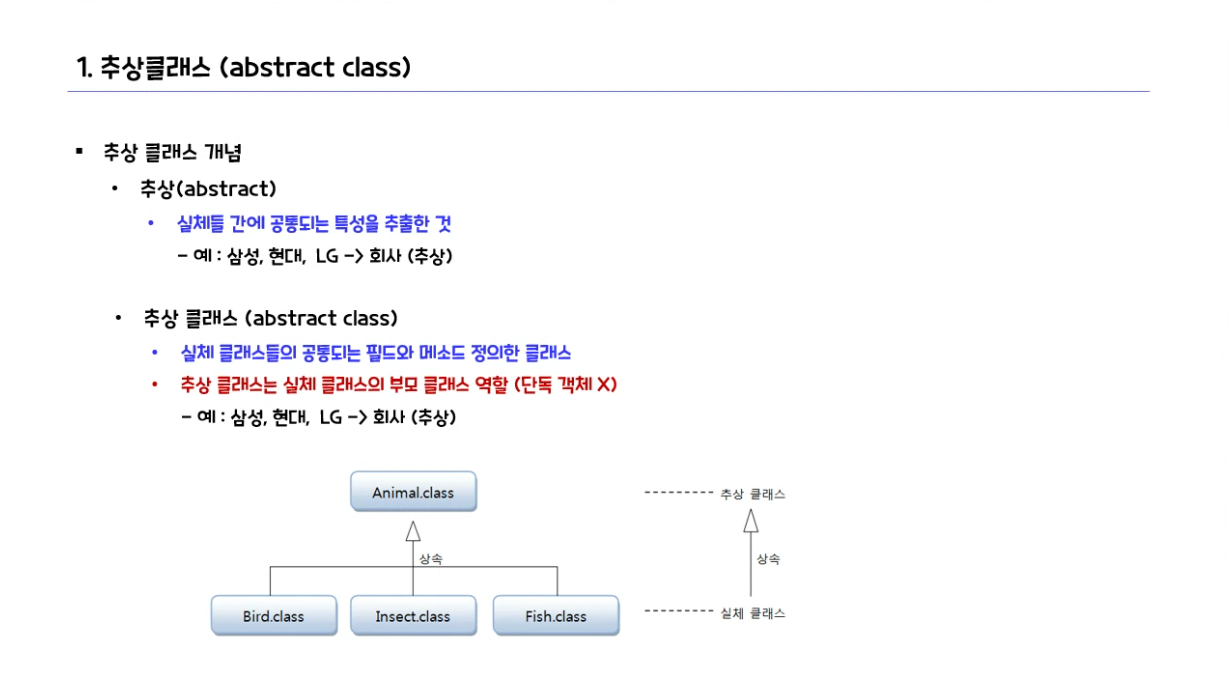 1. 추상클래스 (abstract class)
▪ 추상 클래스 개념
• 추상(abstract)
• 실체들 간에 공통되는 특성을 추출한 것
- 예 : 삼성, 현대, LG -> 회사 (추상)
• 추상 클래스 (abstract class)
• 실체 클래스들의 공통되는 필드와 메소드 정의한 클래스
• 추상 클래스는 실체 클래스의 부모 클래스 역할 (단독 객체 X)
- 예 : 삼성, 현대, LG -> 회사 (추상)
Animal.class
추상 클래스
상속
상속
Bird.class
Insect.class
Fish.class
실체 클래스